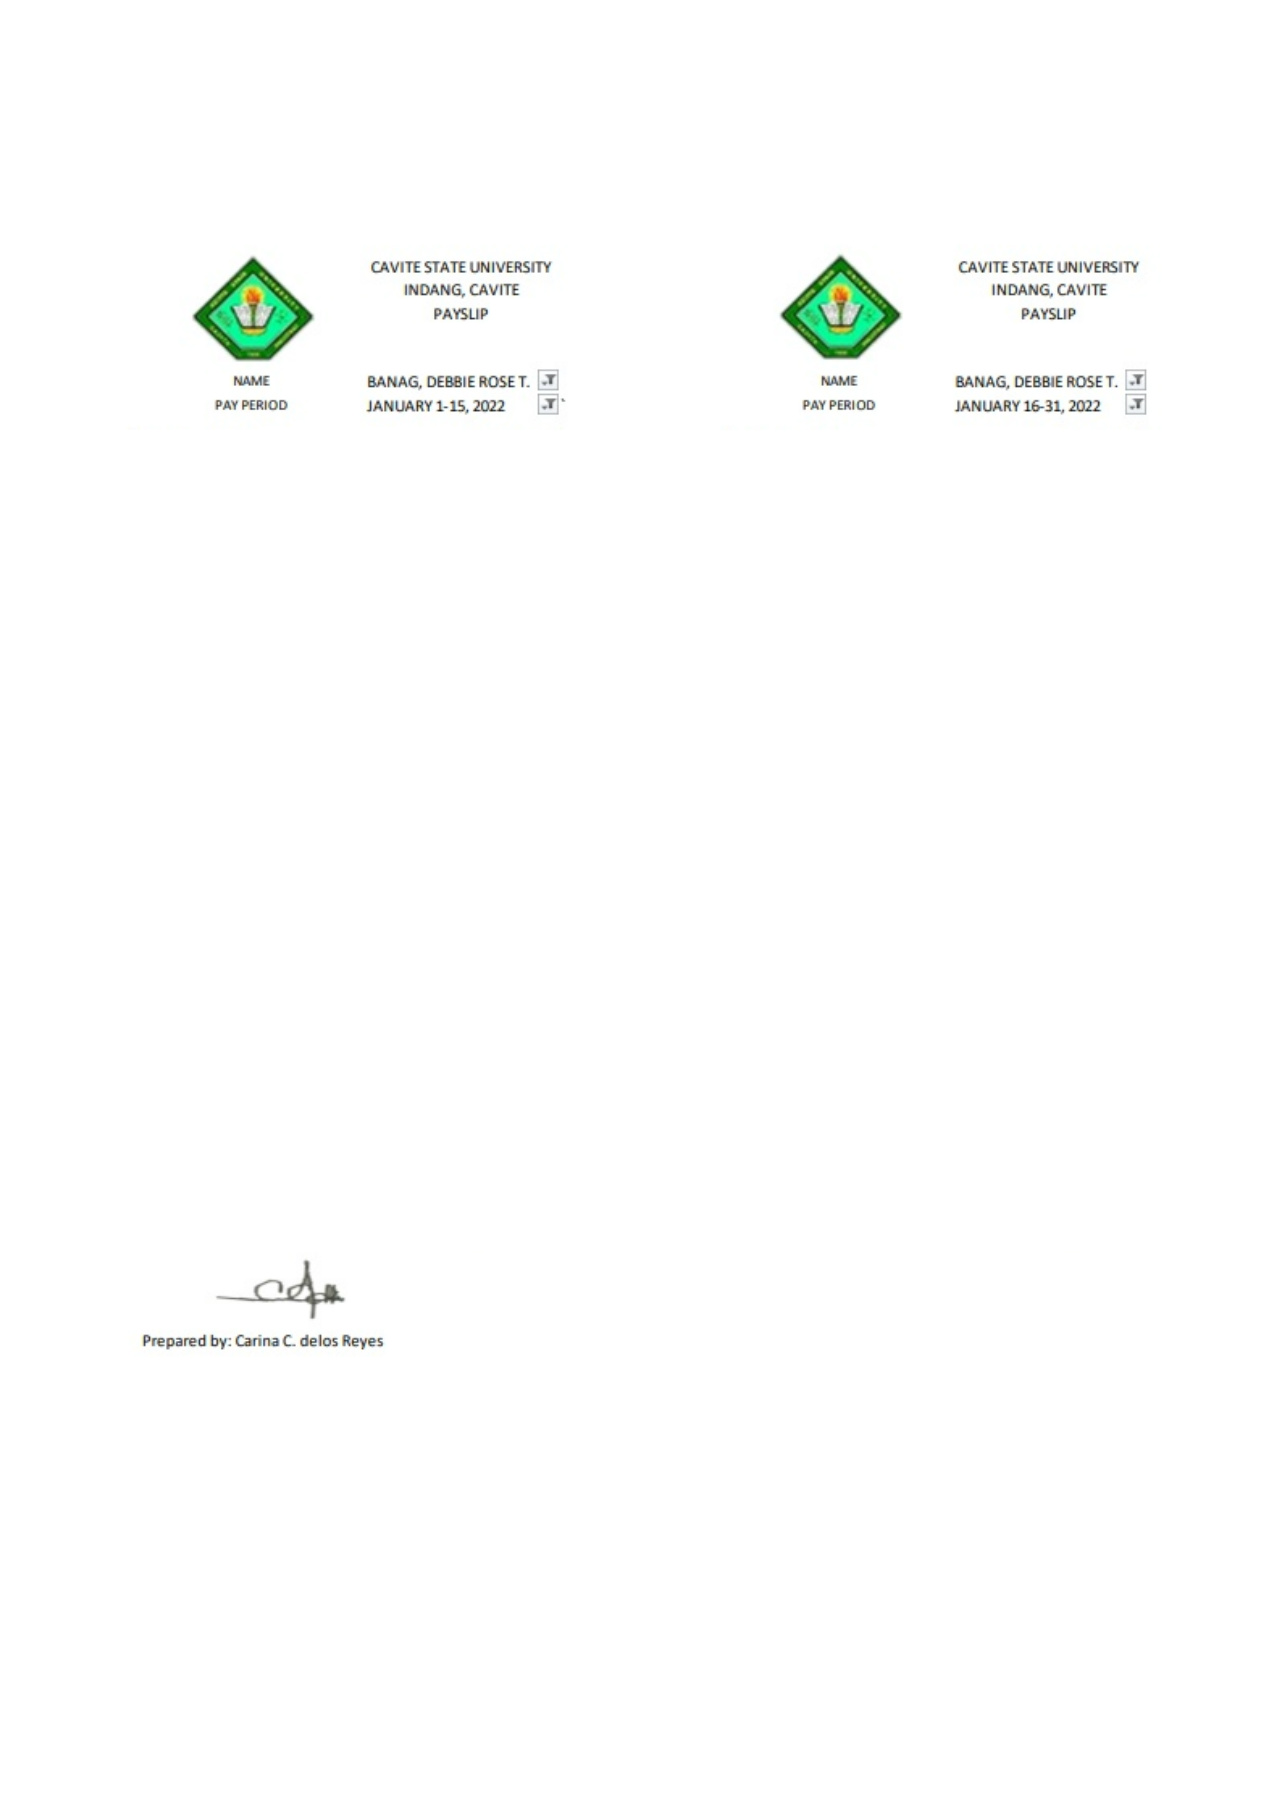 CAVITE STATE UNIVERSITY
INDANG, CAVITE
PAYSLIP
NAME BANAG, DEBBIE ROSE T.
PAY PERIOD JANUARY 1-15, 2022
CAVITE STATE UNIVERSITY
INDANG, CAVITE
PAYSLIP
NAME BANAG, DEBBIE ROSE T.
PAY PERIOD JANUARY 16-31, 2022
Prepared by: Carina C. delos Reyes